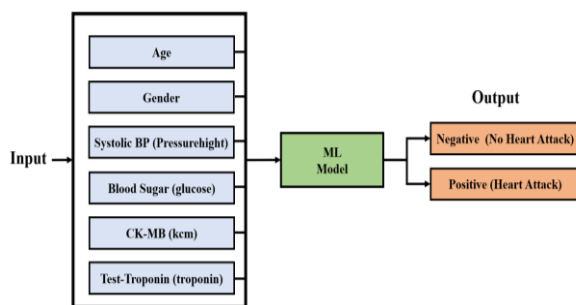 Input
Age
Gender
Systolic BP (Pressurehight)
Blood Sugar (glucose)
CK-MB (kcm)
Test-Troponin (troponin)
ML
Model
Output
Negative (No Heart Attack)
Positive (Heart Attack)